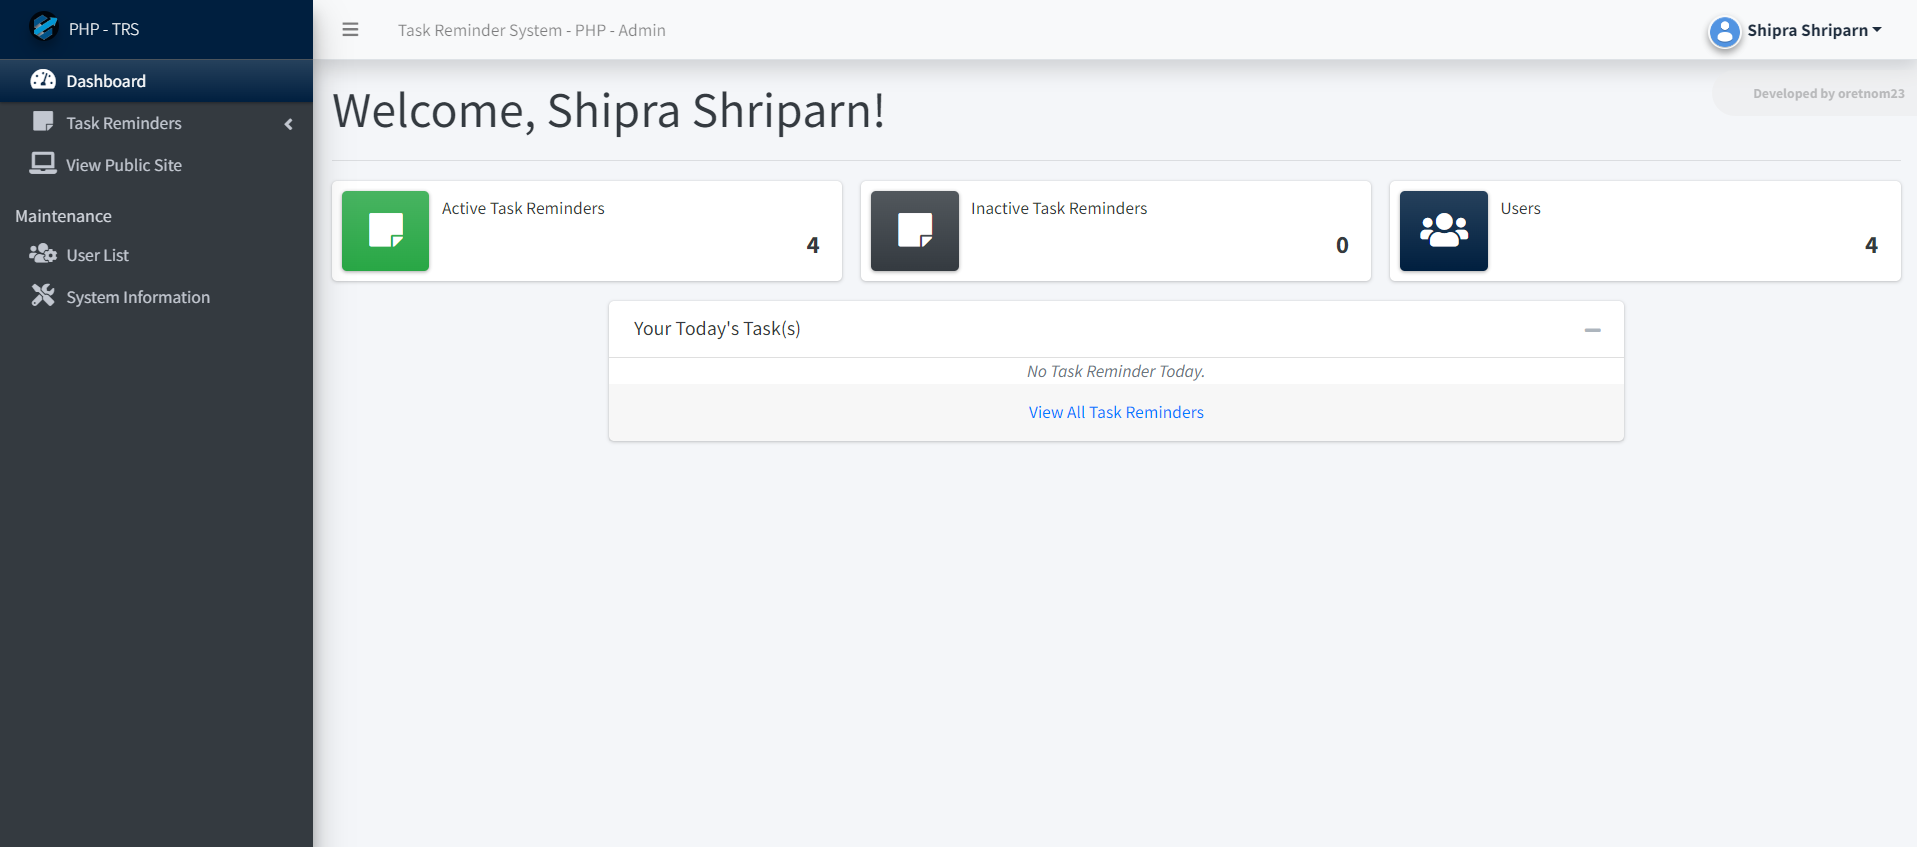 PHP - TRS
Task Reminder System - PHP - Admin
Shipra Shriparn
Dashboard
Task Reminders
View Public Site
Maintenance
User List
System Information
Welcome, Shipra Shriparn!
Developed by oretnom23
Active Task Reminders
4
Inactive Task Reminders
0
Users
4
Your Today's Task(s)
No Task Reminder Today.
View All Task Reminders